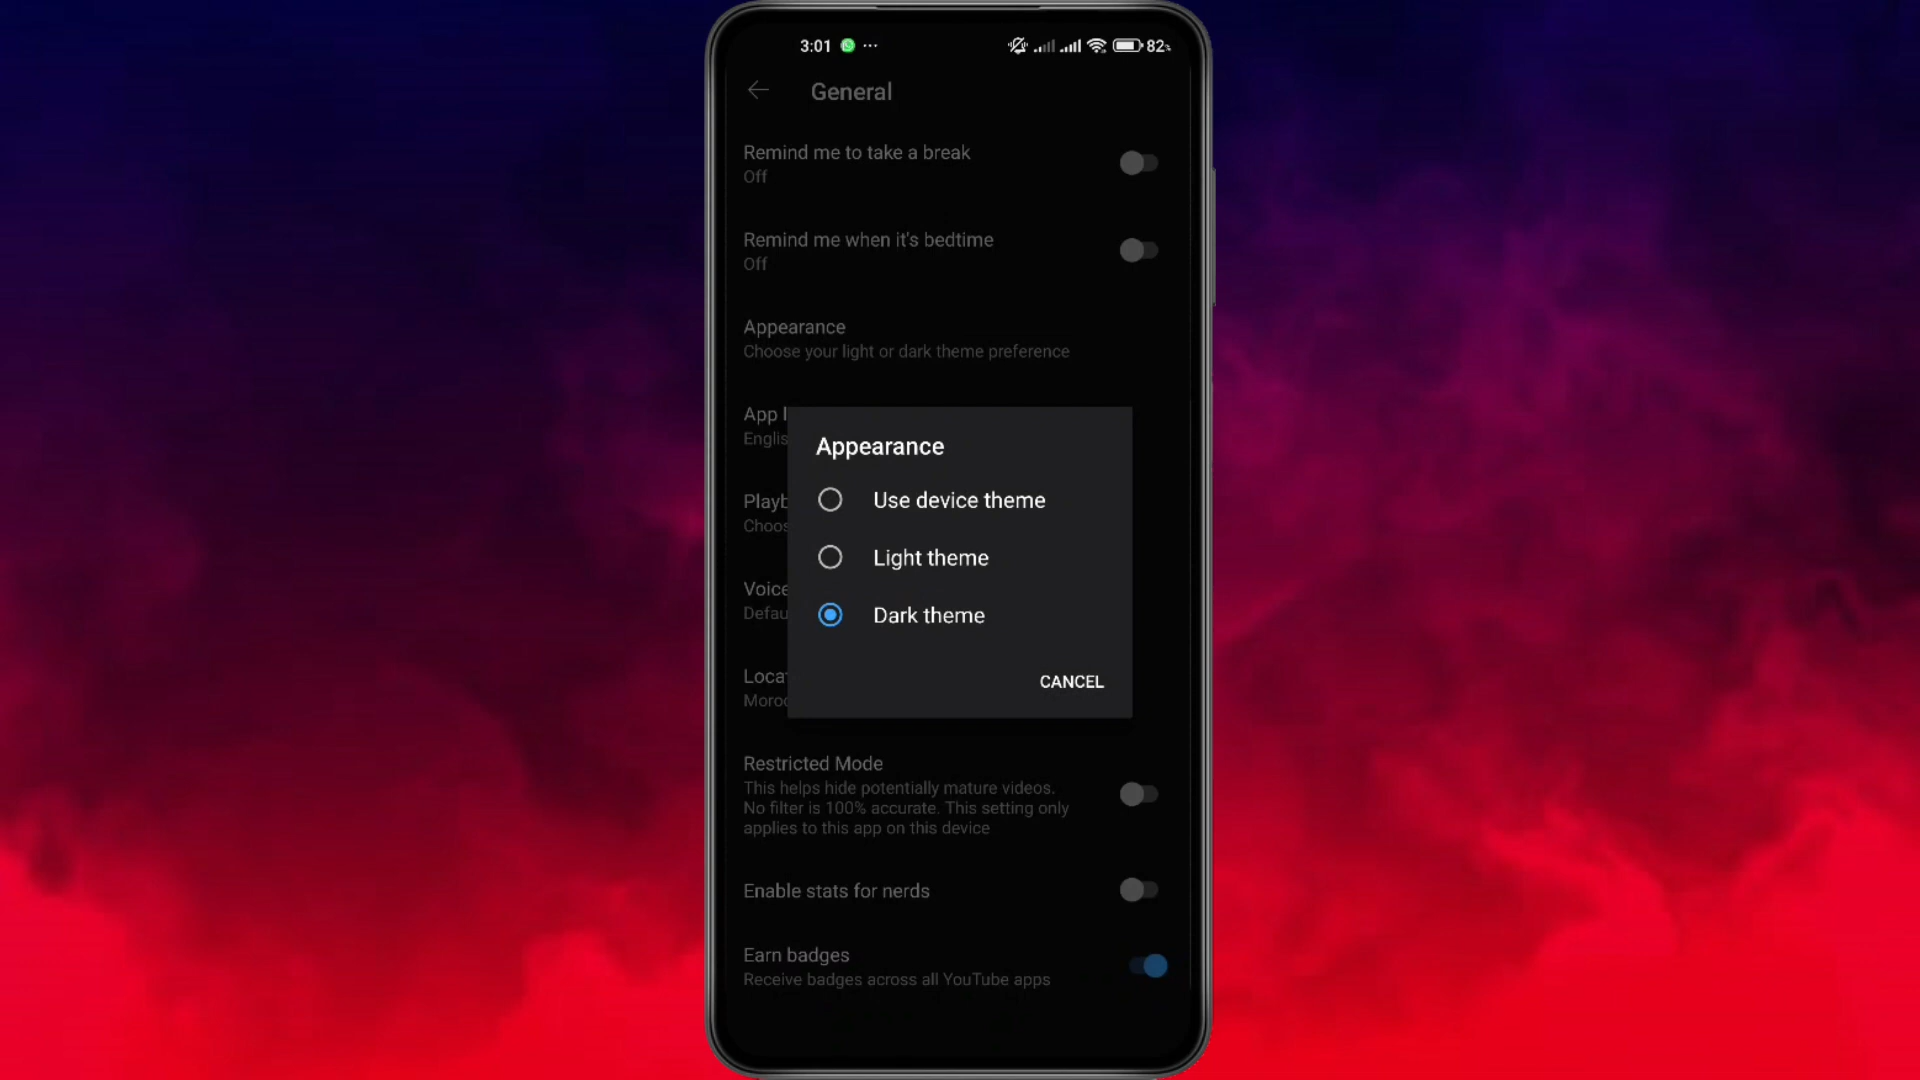 3:01 ... 82%
General
Remind me to take a break
Off
Remind me when it's bedtime
Off
Appearance
Choose your light or dark theme preference
App l
Englis
Appearance
Use device theme
Playb
Choos
Light theme
Voice
Defau
Dark theme
Loca
Moroc
CANCEL
Restricted Mode
This helps hide potentially mature videos.
No filter is 100% accurate. This setting only
applies to this app on this device
Enable stats for nerds
Earn badges
Receive badges across all YouTube apps